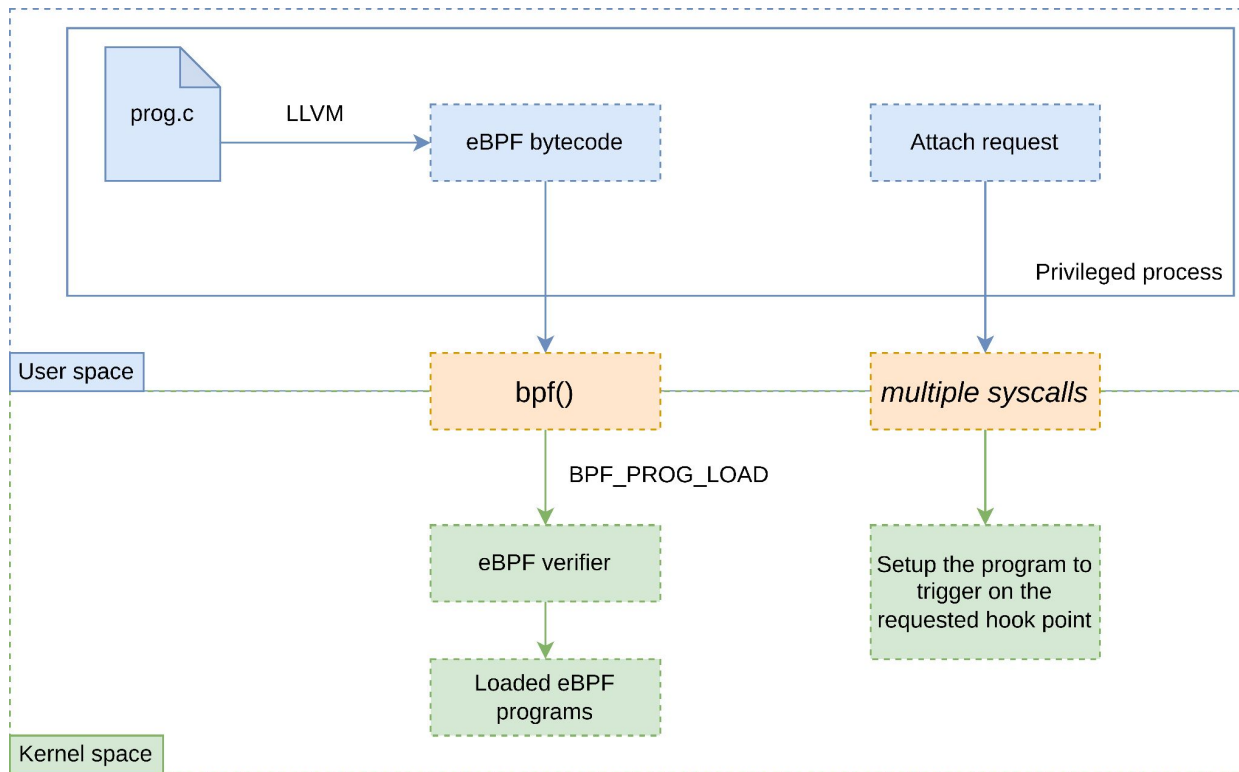 prog.c
LLVM
eBPF bytecode
Attach request
Privileged process
User space
bpf()
multiple syscalls
BPF_PROG_LOAD
eBPF verifier
Setup the program to
trigger on the
requested hook point
Loaded eBPF
programs
Kernel space